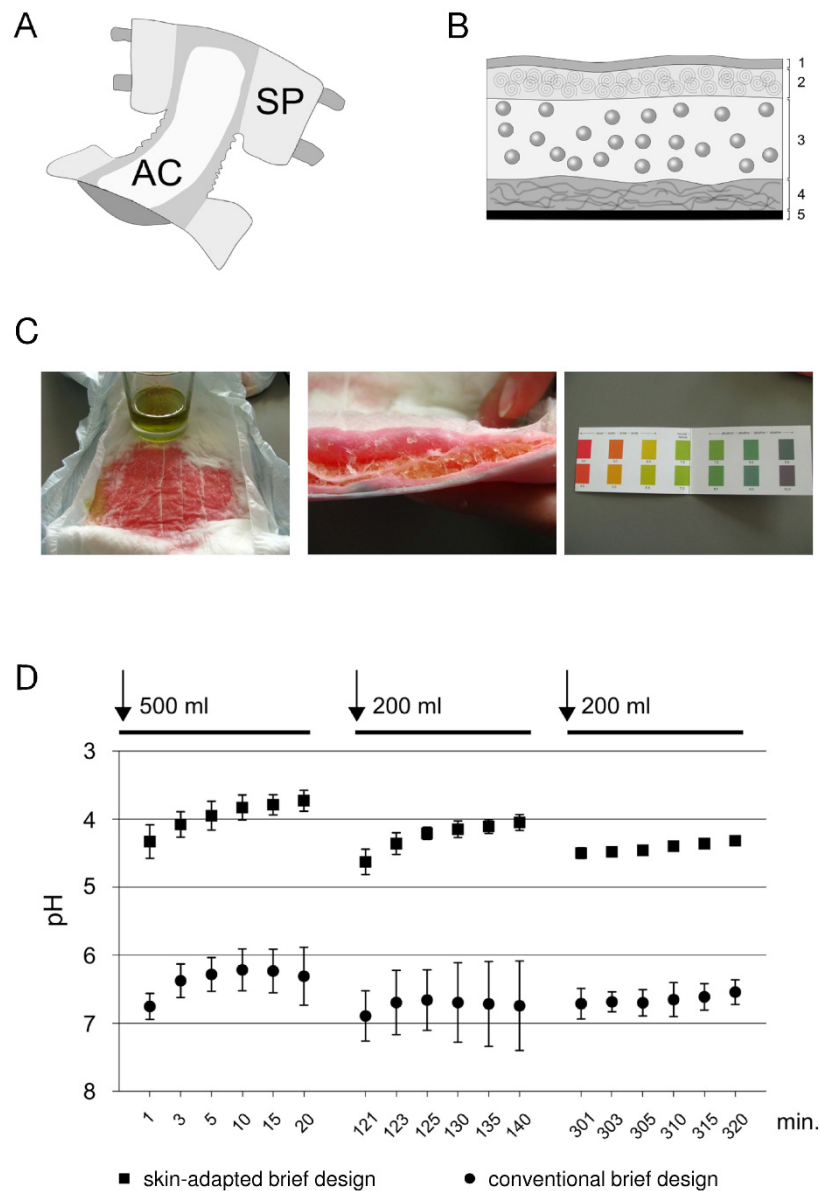 A
SP
AC
B
1
2
3
4
5
C
D
500 ml
200 ml
200 ml
3
4
5
6
7
8
pH
1 3 5 10 15 20 121 123 125 130 135 140 301 303 305 310 315 320 min.
skin-adapted brief design conventional brief design